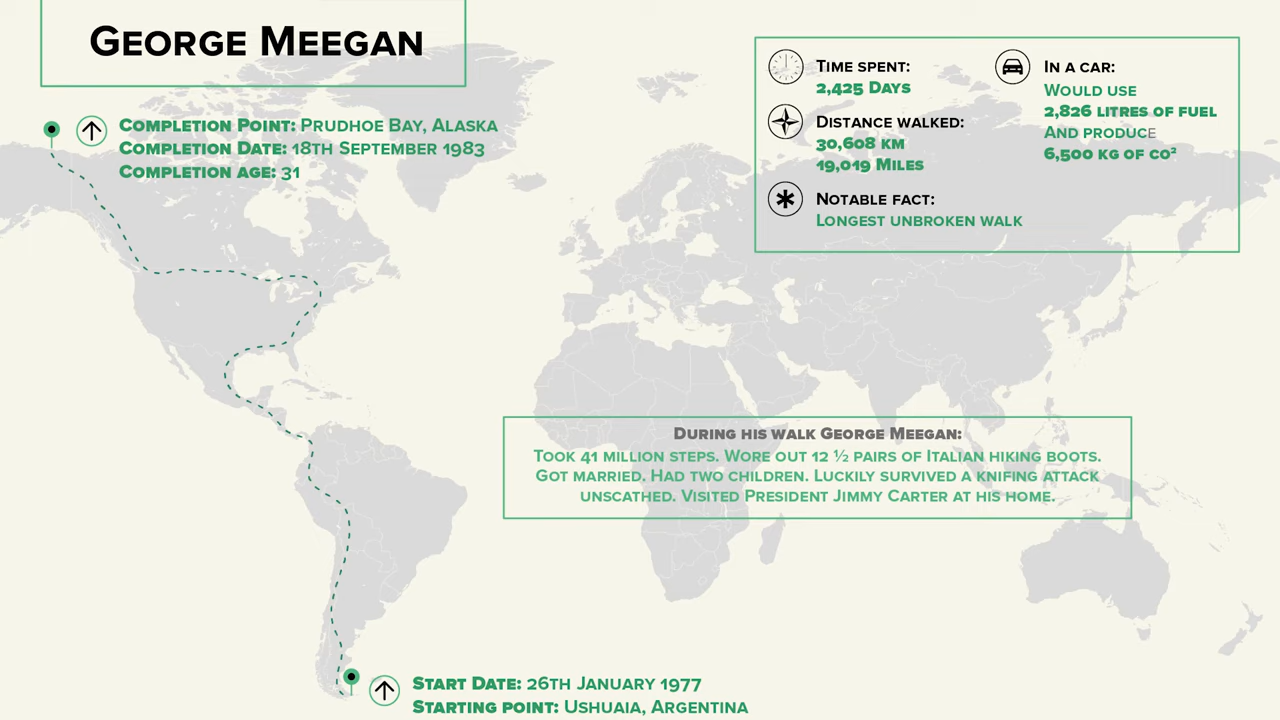 George Meegan
Completion Point: Prudhoe Bay, Alaska
Completion Date: 18th September 1983
Completion age: 31
Time spent:
2,425 Days
Distance walked:
30,608 km
19,019 Miles
Notable fact:
Longest unbroken walk
In a car:
Would use
2,826 litres of fuel
And produce
6,500 kg of co²
During his walk George Meegan:
Took 41 million steps. Wore out 12 ½ pairs of Italian hiking boots.
Got married. Had two children. Luckily survived a knifing attack
unscathed. Visited President Jimmy Carter at his home.
Start Date: 26th January 1977
Starting point: Ushuaia, Argentina